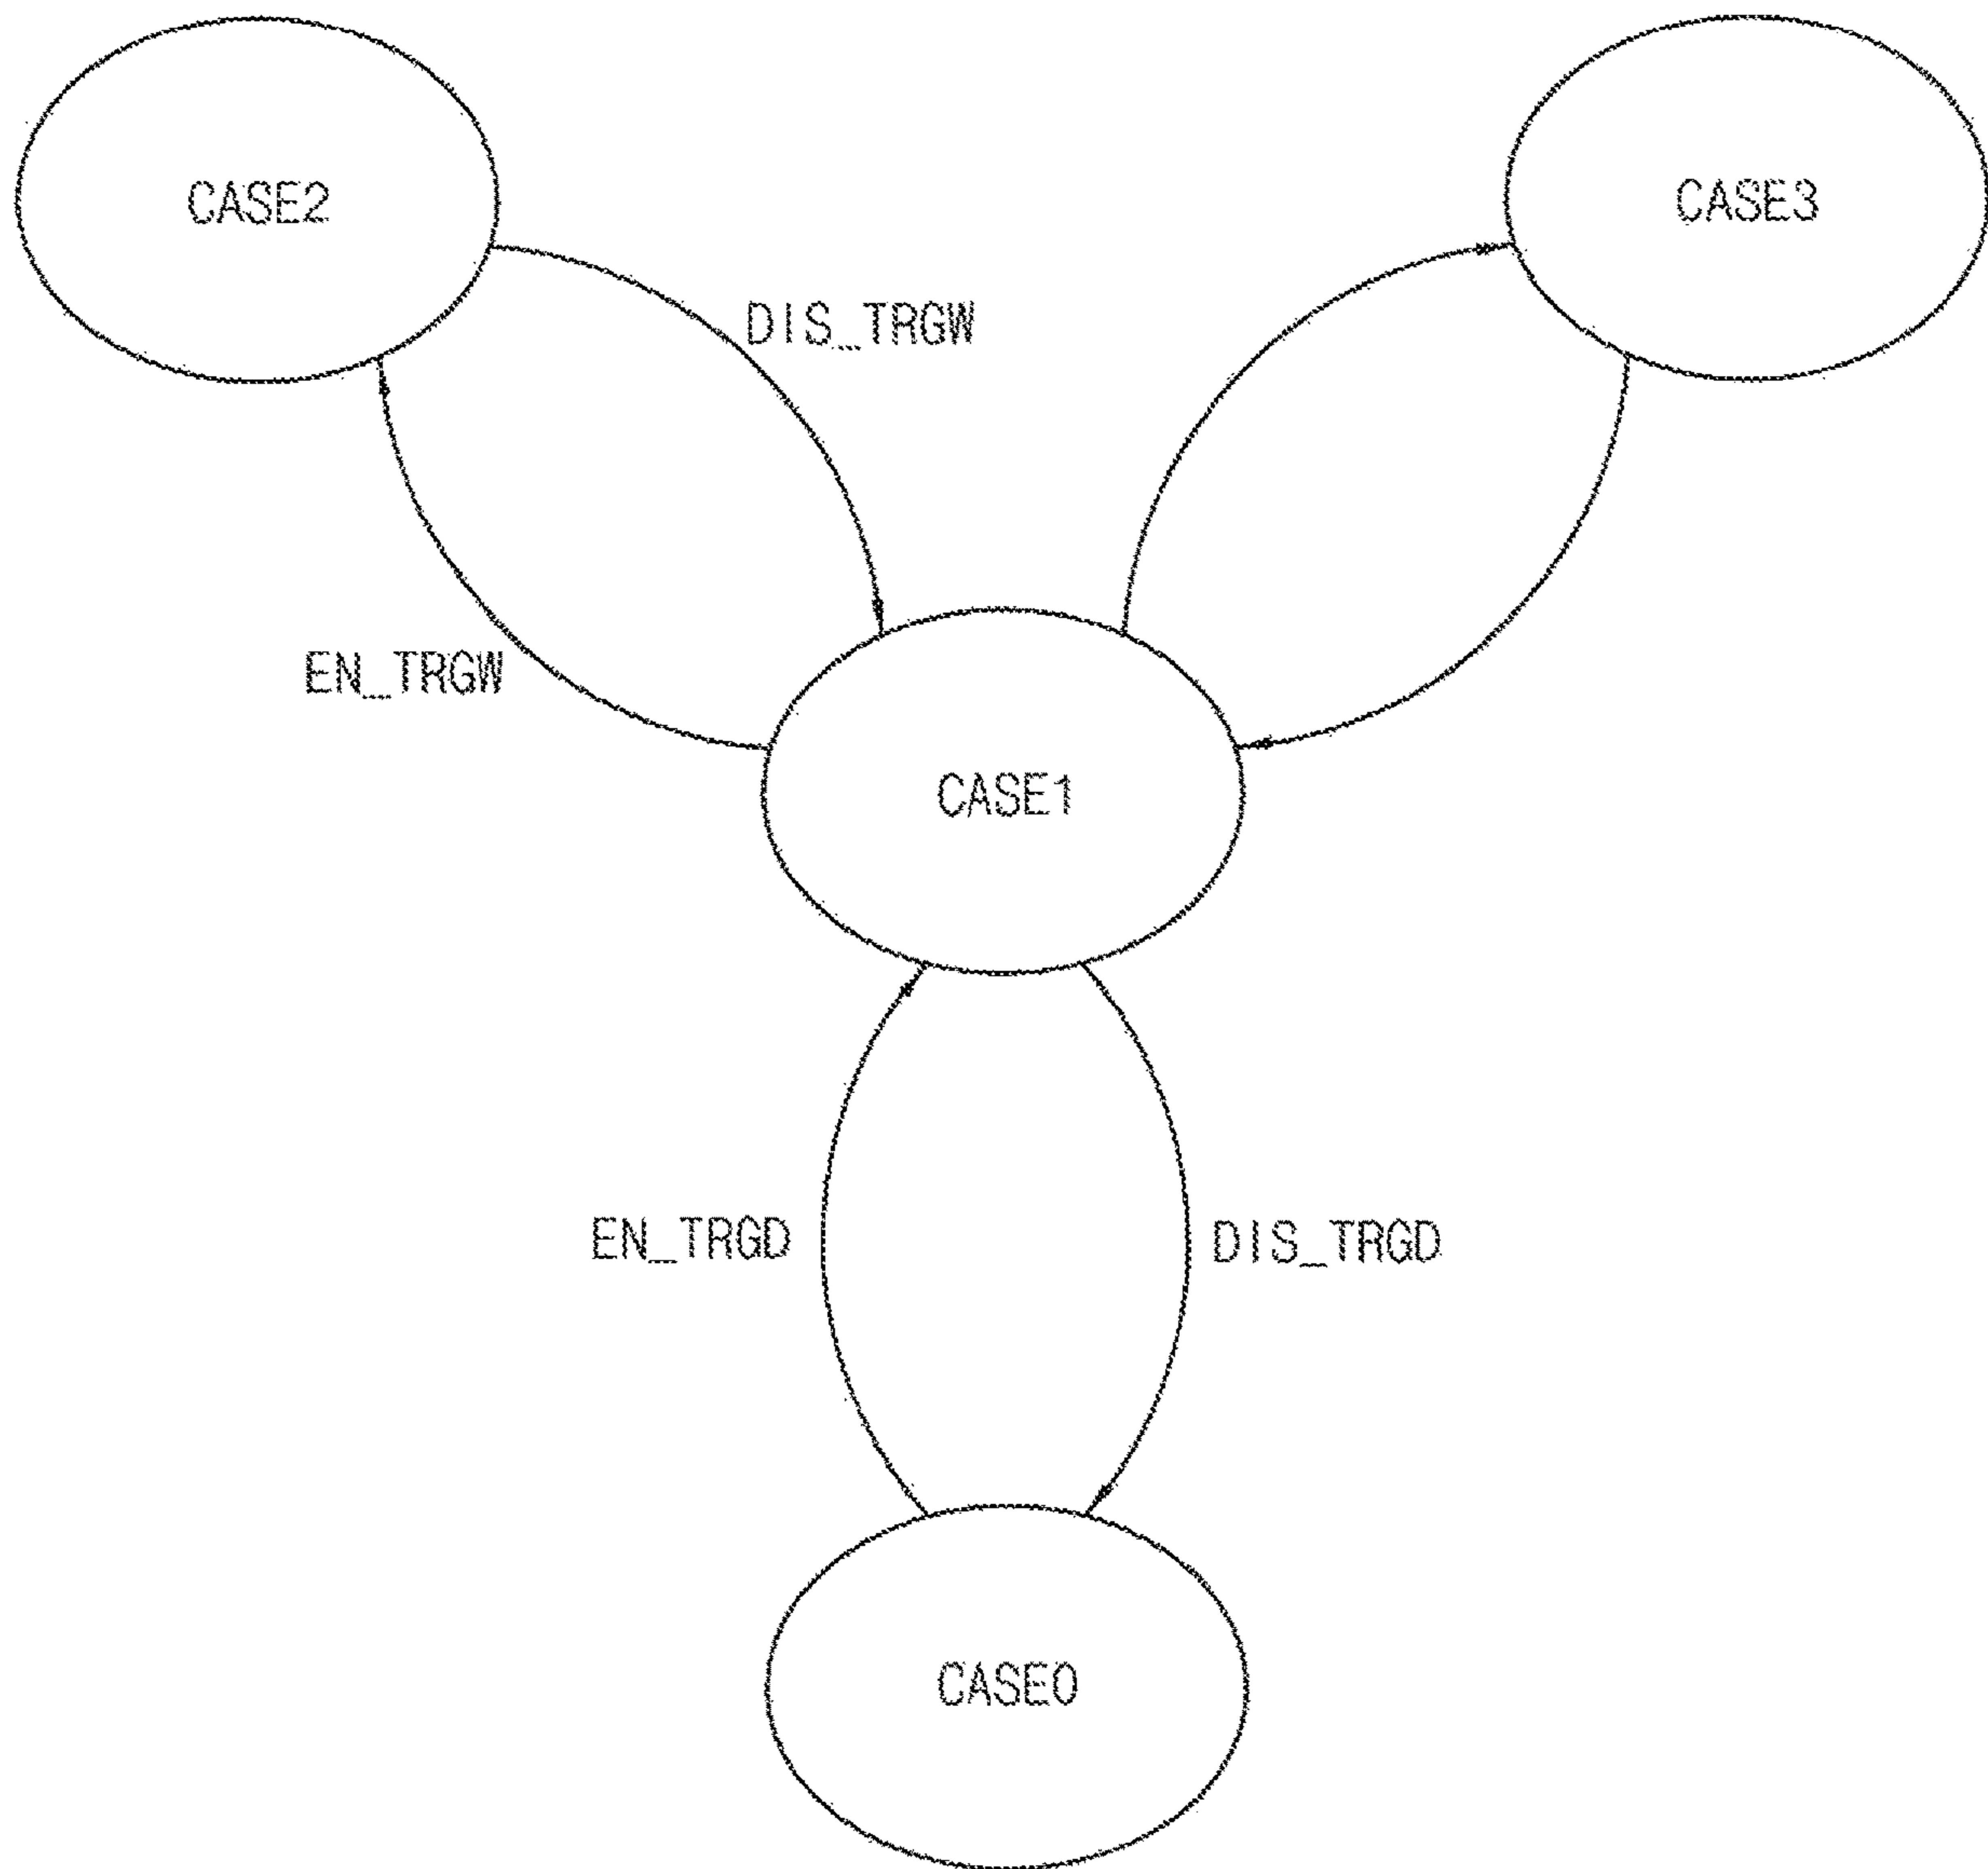 CASE2
CASE3
DIS_TRGW
EN_TRGW
CASE1
EN_TRGD
DIS_TRGD
CASE0